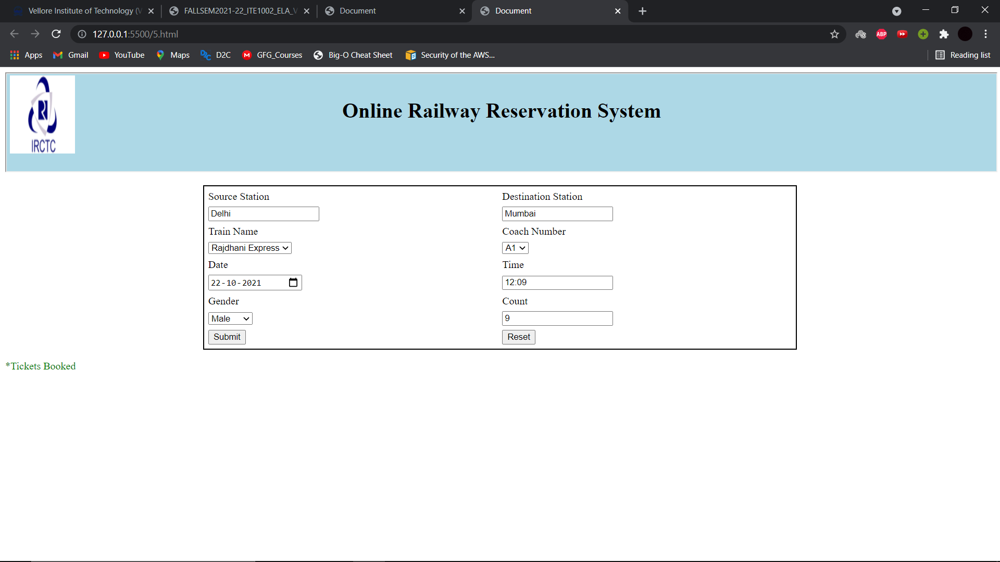 Vellore Institute of Technology (V
FALLSEM2021-22_ITE1002_ELA_V
Document
Document
127.0.0.1:5500/5.html
ABP
Apps
Gmail
YouTube
Maps
D2C
GFG_Courses
Big-O Cheat Sheet
Security of the AWS...
Reading list
IRCTC
Online Railway Reservation System
Source Station Destination Station
Delhi Mumbai
Train Name Coach Number
Rajdhani Express A1
Date Time
22-10-2021 12:09
Gender Count
Male 9
Submit Reset
*Tickets Booked